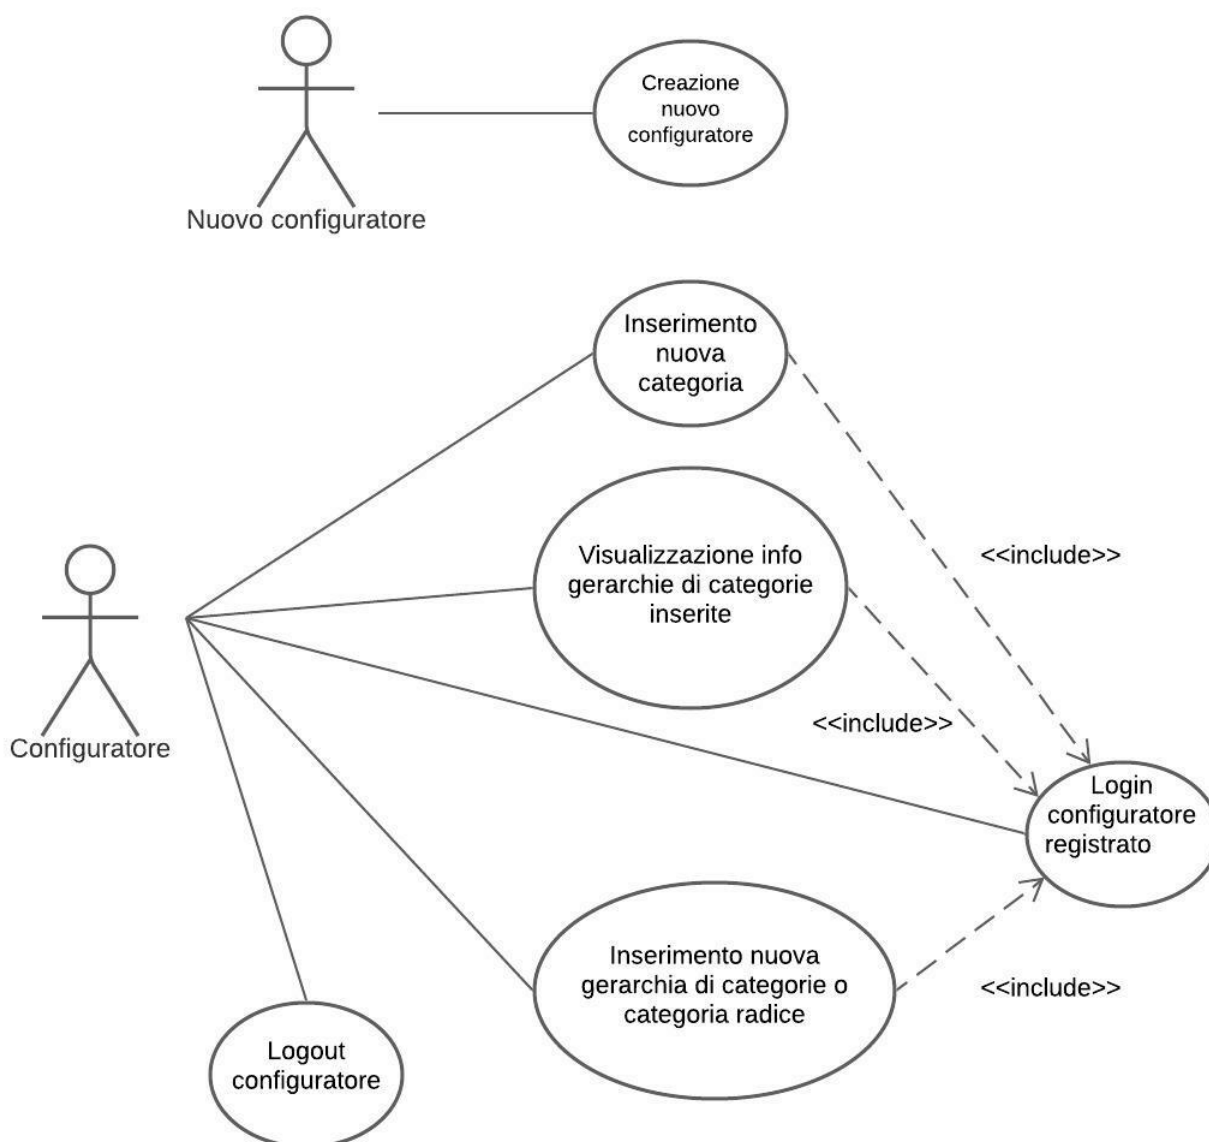 Creazione
nuovo
configuratore
Nuovo configuratore
Inserimento
nuova
categoria
Visualizzazione info
gerarchie di categorie
inserite
<<include>>
<<include>>
Configuratore
Login
configuratore
registrato
Inserimento nuova
gerarchia di categorie o
categoria radice
<<include>>
Logout
configuratore